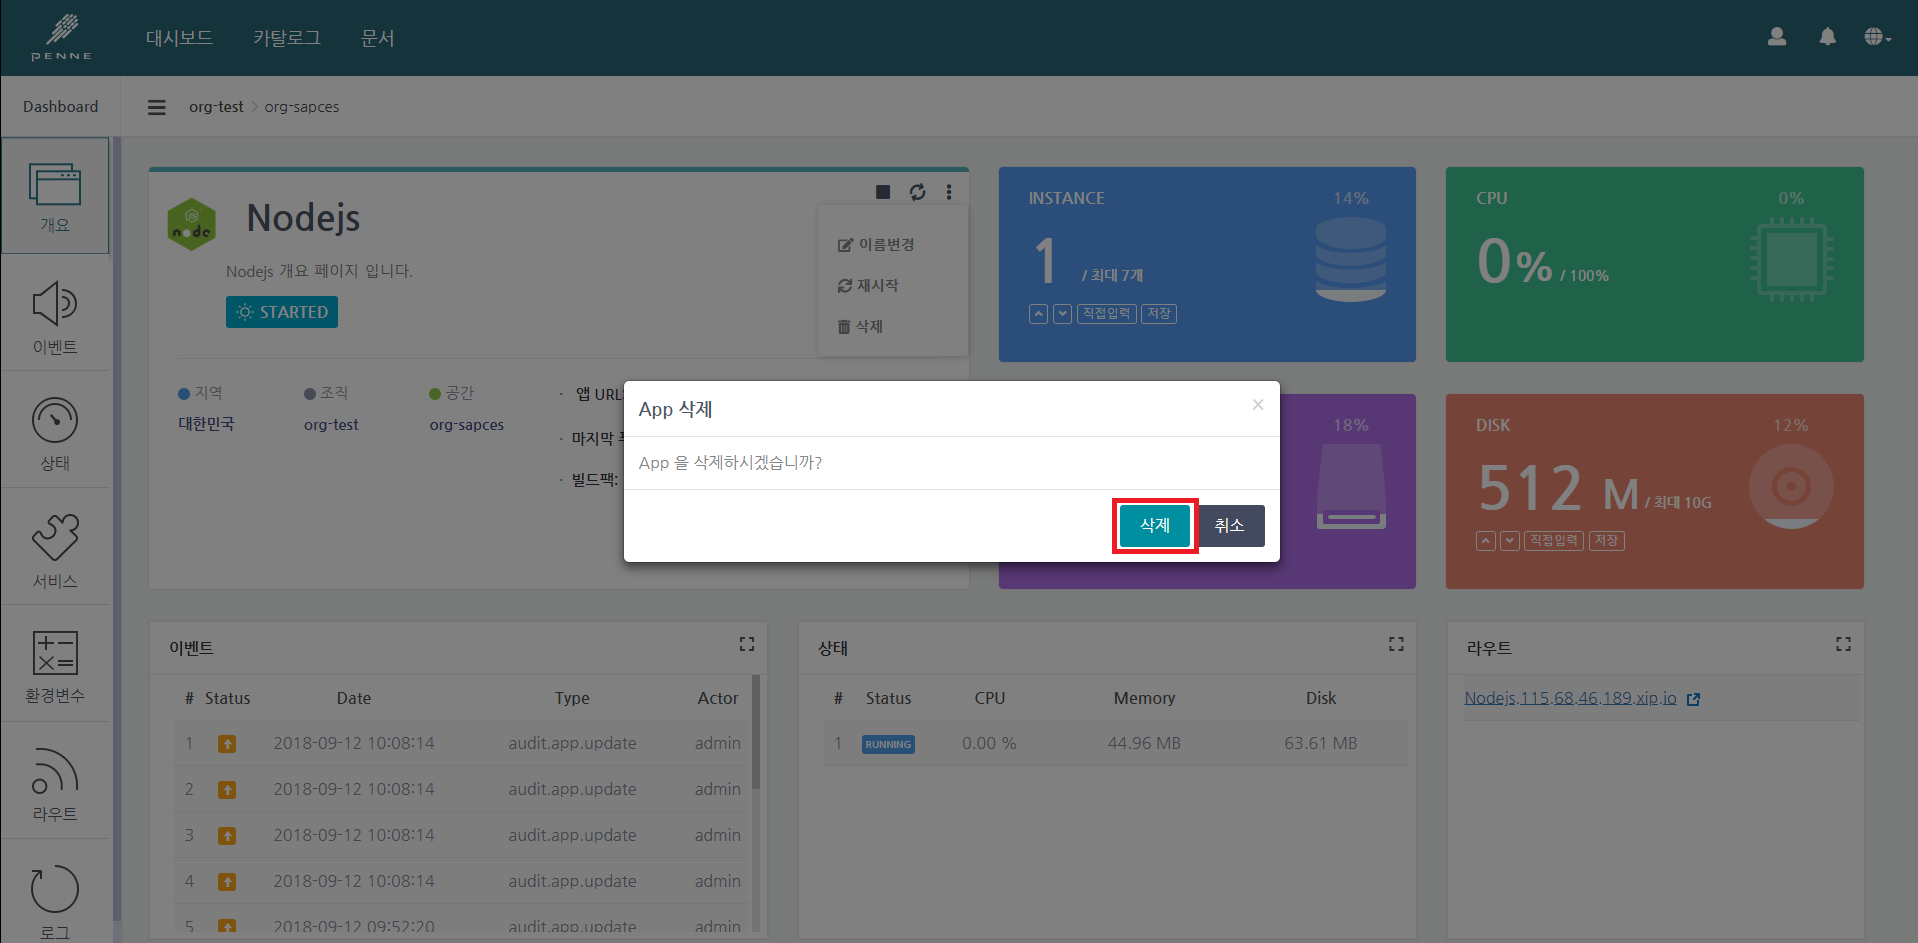 PENNE
대시보드 카탈로그 문서
Dashboard
org-test > org-sapces
개요
이벤트
상태
서비스
환경변수
라우트
로그
Nodejs
Nodejs 개요 페이지 입니다.
STARTED
이름변경
재시작
삭제
지역
대한민국
조직
org-test
공간
org-sapces
· 앱 URL
· 마지막
· 빌드팩:
INSTANCE 14%
1 / 최대 7개
직접입력 저장
CPU 0%
0% / 100%
18%
DISK 12%
512 M / 최대 10G
직접입력 저장
App 삭제 ×
App 을 삭제하시겠습니까?
삭제 취소
이벤트
# Status Date Type Actor
1 2018-09-12 10:08:14 audit.app.update admin
2 2018-09-12 10:08:14 audit.app.update admin
3 2018-09-12 10:08:14 audit.app.update admin
4 2018-09-12 10:08:14 audit.app.update admin
5 2018-09-12 09:52:20 audit.app.update admin
상태
# Status CPU Memory Disk
1 RUNNING 0.00 % 44.96 MB 63.61 MB
라우트
Nodejs.115.68.46.189.xip.io